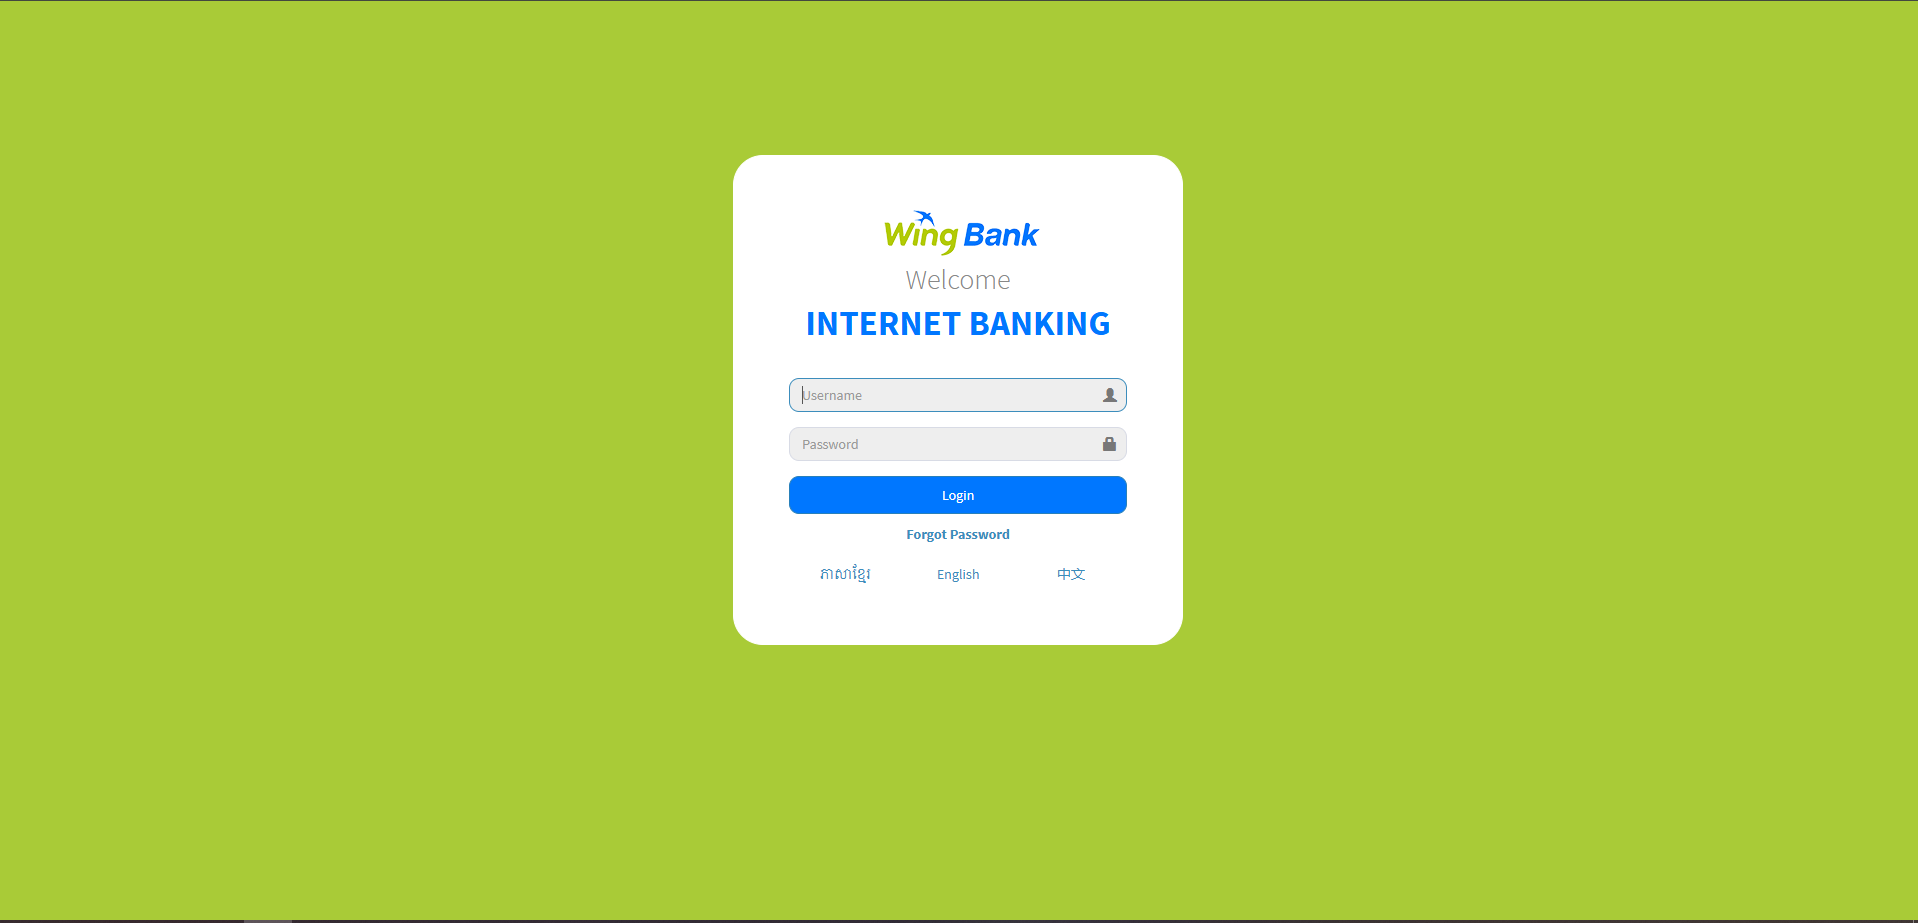 Wing Bank
Welcome
INTERNET BANKING
Username
Password
Login
Forgot Password
ភាសាខ្មែរ English 中文